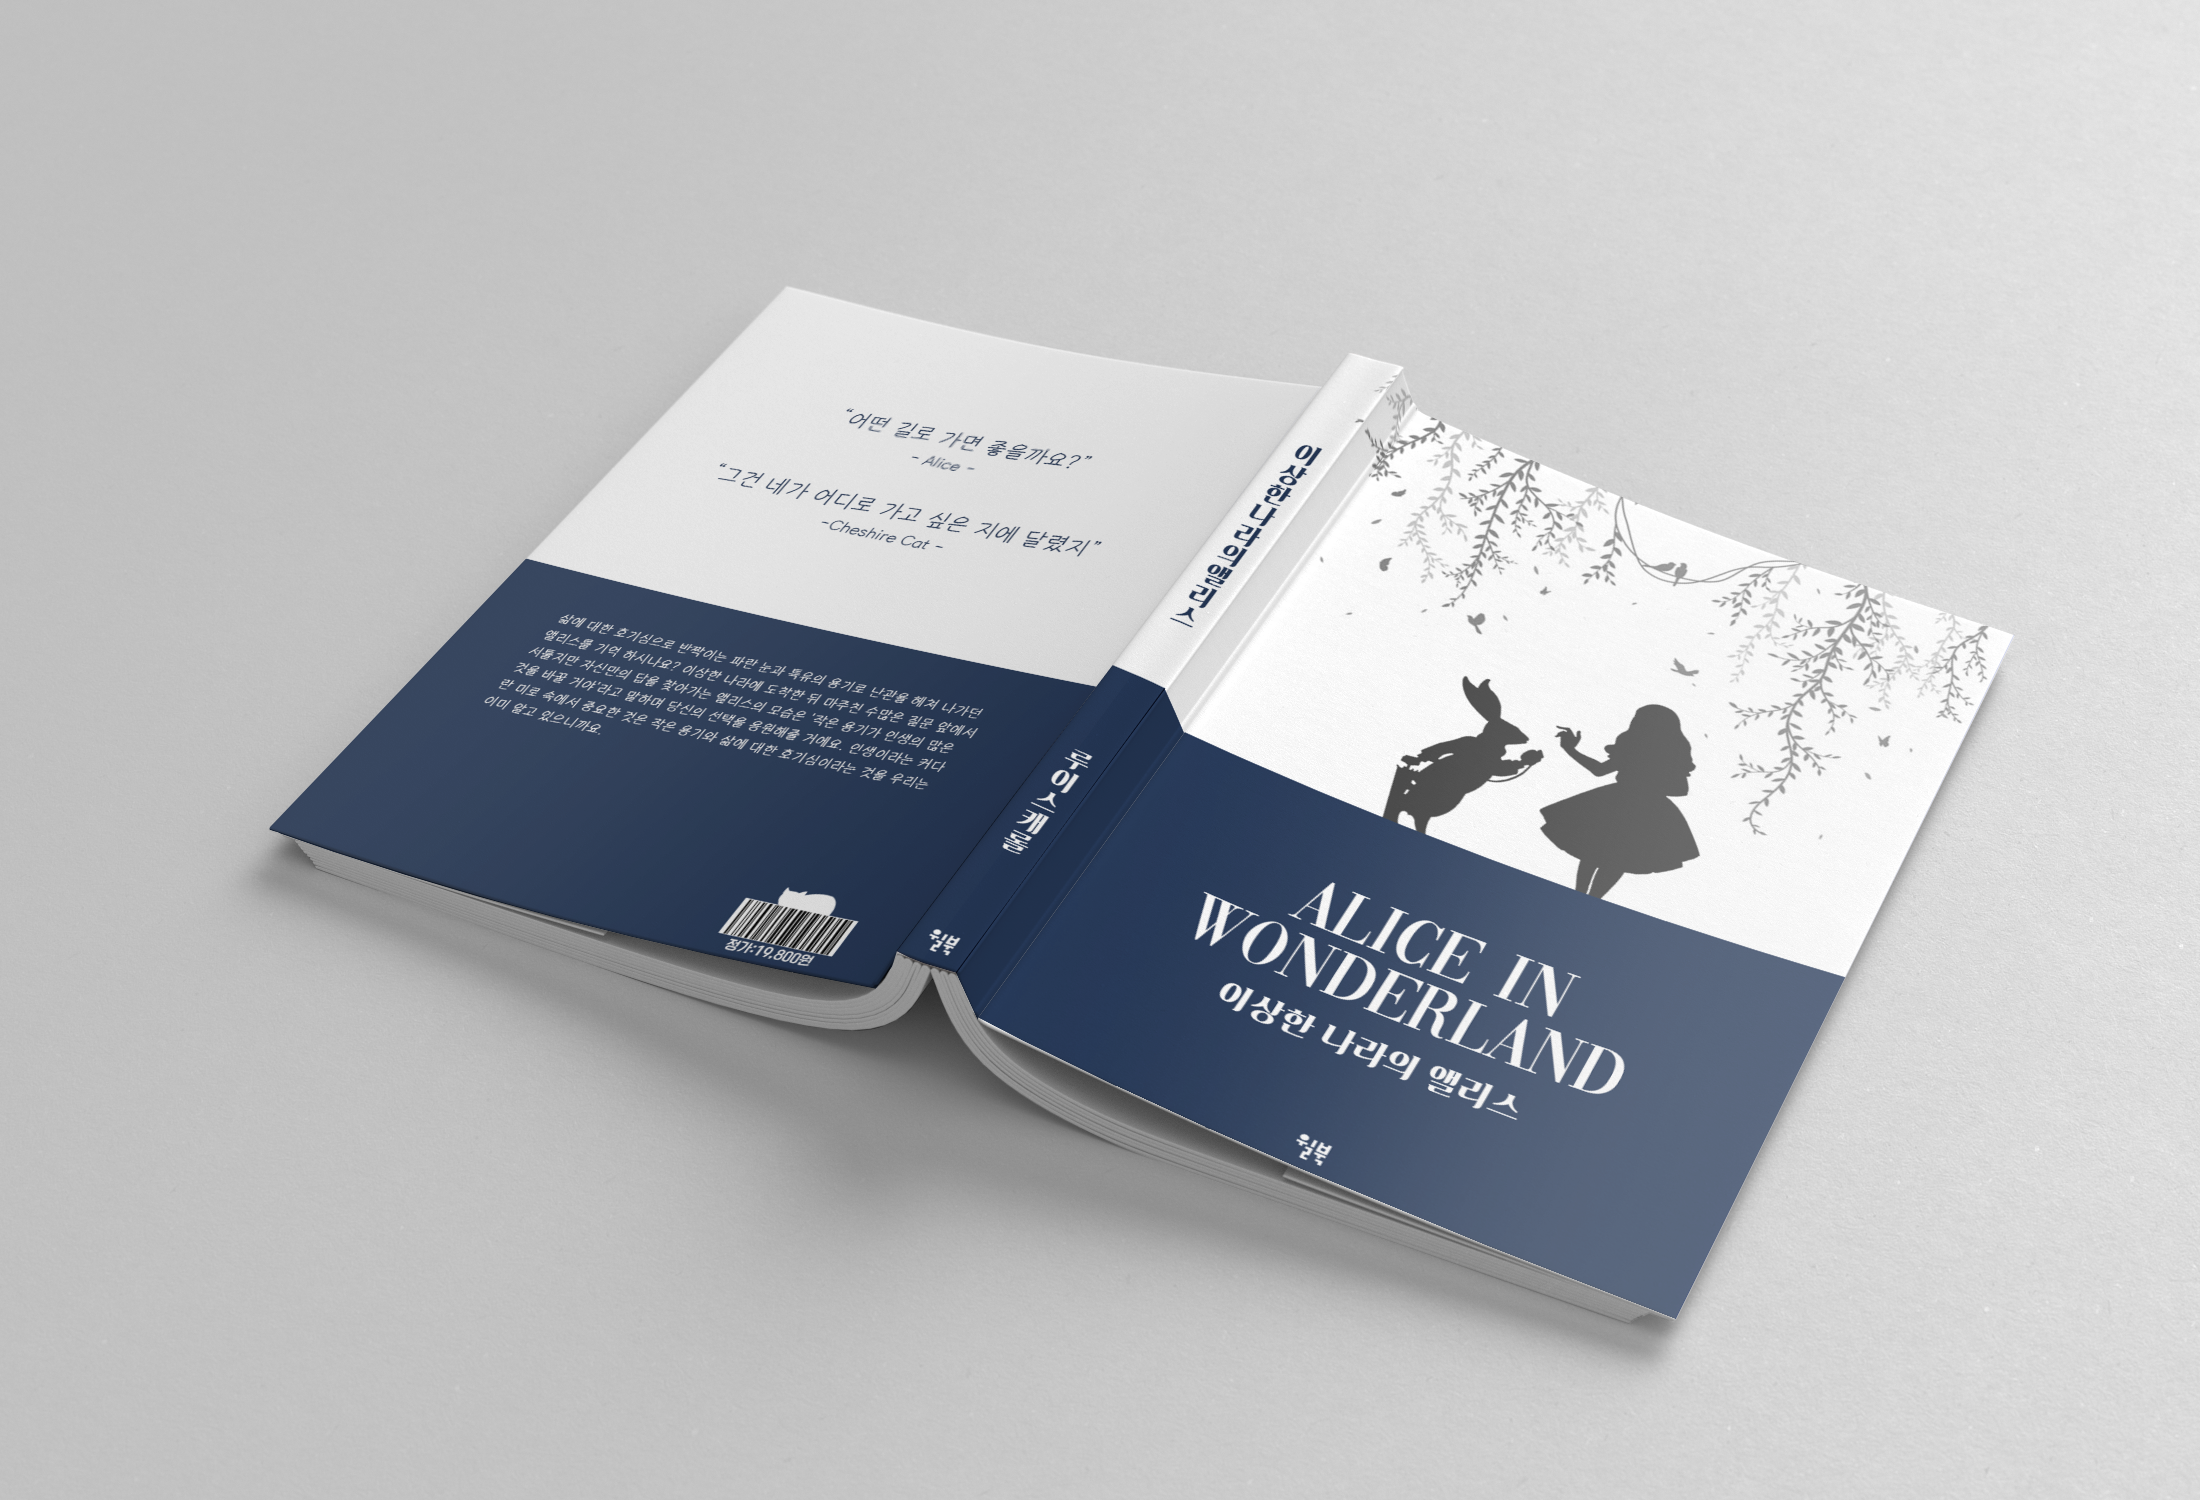 “어떤 길로 가면 좋을까요?”
- Alice -
“그건 네가 어디로 가고 싶은 지에 달렸지”
-Cheshire Cat -
삶에 대한 호기심으로 반짝이는 파란 눈과 특유의 용기로 난관을 헤쳐 나가던
앨리스를 기억 하시나요? 이상한 나라에 도착한 뒤 마주친 수많은 질문 앞에서
서툴지만 자신만의 답을 찾아가는 앨리스의 모습은 '작은 용기가 인생의 많은
것을 바꿀 거야'라고 말하며 당신의 선택을 응원해줄 거예요. 인생이라는 커다
란 미로 속에서 중요한 것은 작은 용기와 삶에 대한 호기심이라는 것을 우리는
이미 알고 있으니까요.
정가:19,800원
이상한나라의앨리스
루이스캐롤
윌북
ALICE IN
WONDERLAND
이상한 나라의 앨리스
윌북